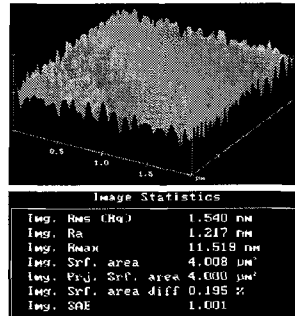 0.5
1.0
1.5
μm
Image Statistics
Img. Rms (Rq) 1.540 nm
Img. Ra 1.217 nm
Img. Rmax 11.519 nm
Img. Srf. area 4.008 μm²
Img. Prj. Srf. area 4.000 μm²
Img. Srf. area diff 0.195 %
Img. SAE 1.001